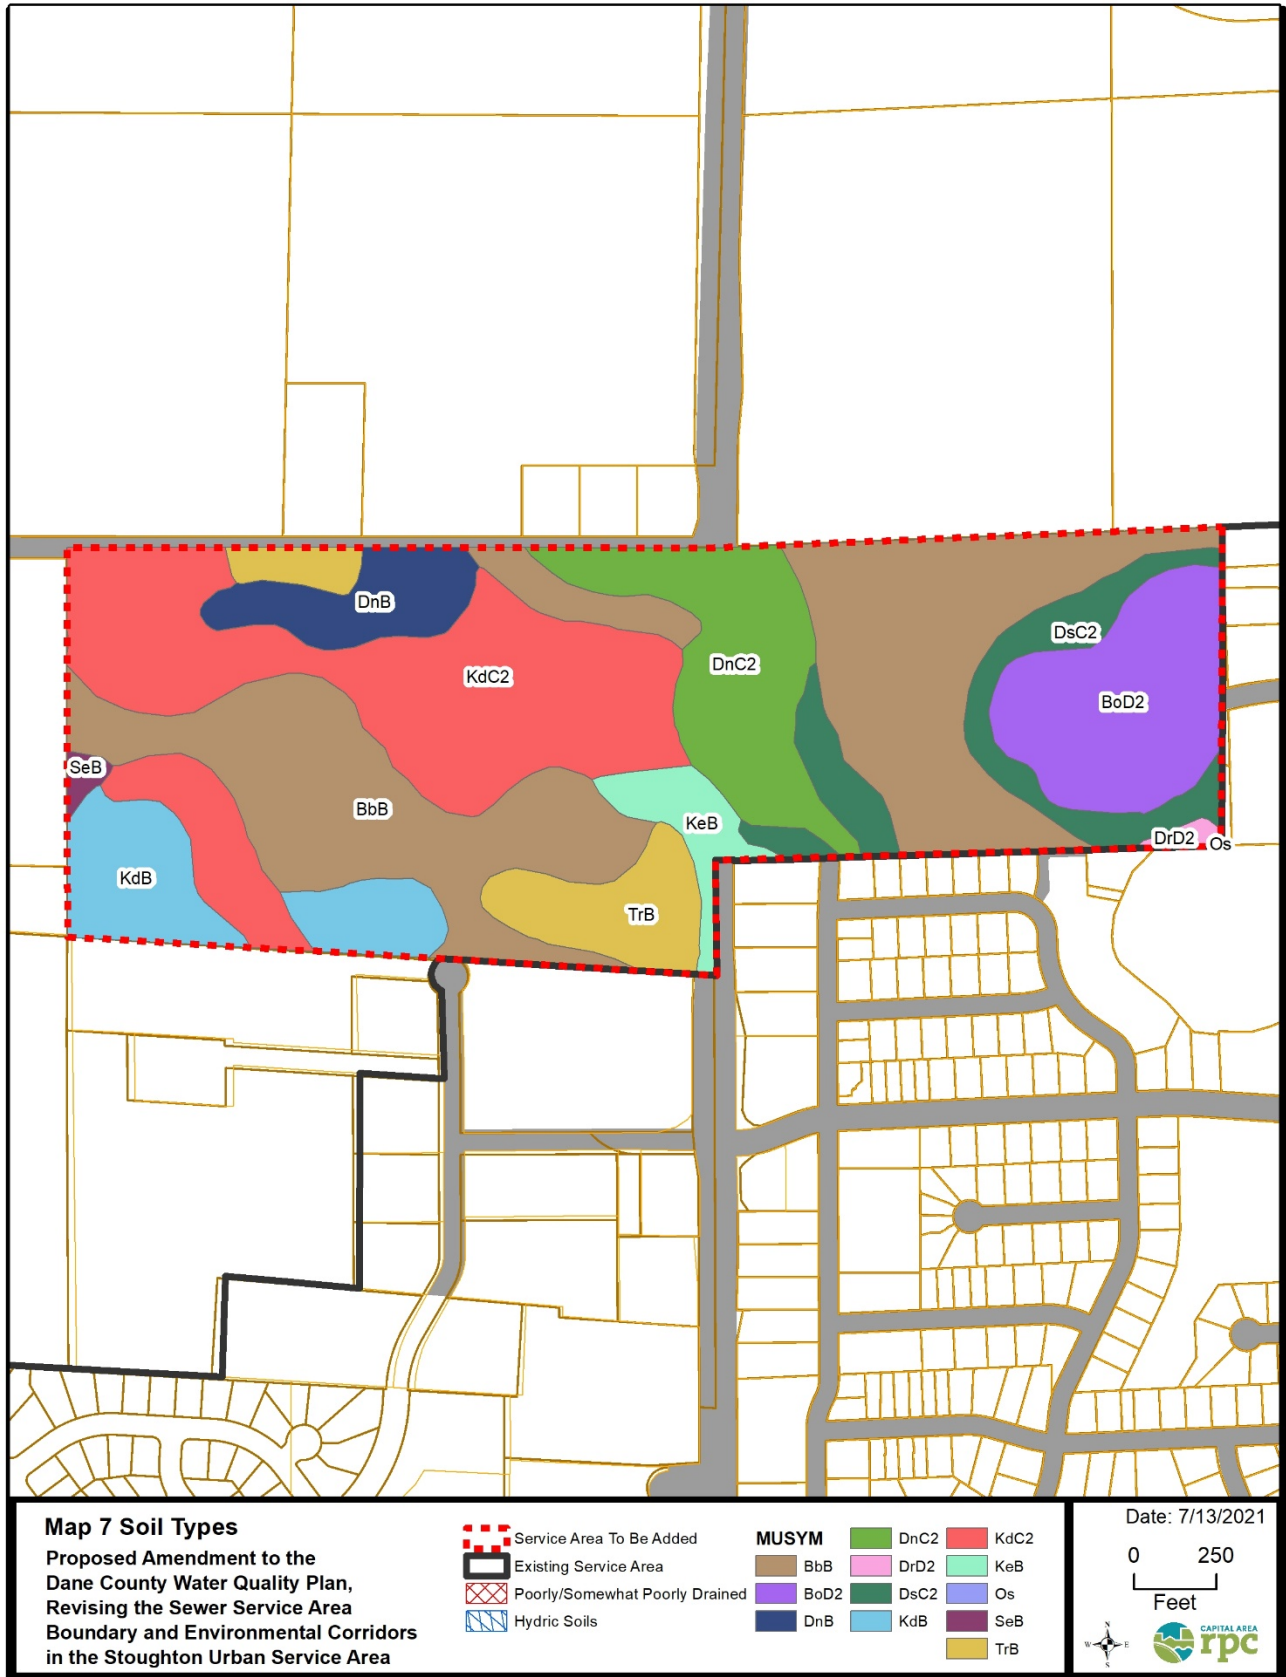 DnB
DsC2
DnC2
KdC2
BoD2
SeB
BbB
KeB
DrD2
Os
KdB
TrB
Map 7 Soil Types
Proposed Amendment to the
Dane County Water Quality Plan,
Revising the Sewer Service Area
Boundary and Environmental Corridors
in the Stoughton Urban Service Area
Service Area To Be Added
Existing Service Area
Poorly/Somewhat Poorly Drained
Hydric Soils
MUSYM
BbB
BoD2
DnB
DnC2
DrD2
DsC2
KdB
KdC2
KeB
Os
SeB
TrB
Date: 7/13/2021
0 250
Feet
N
W E
S
CAPITAL AREA
rpc